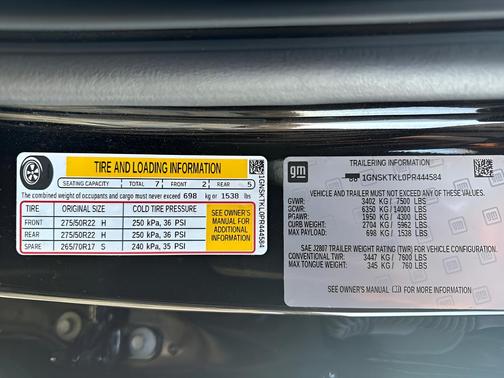 TIRE AND LOADING INFORMATION
SEATING CAPACITY TOTAL 7 FRONT 2 REAR 5
The combined weight of occupants and cargo must never exceed 698 kg or 1538 lbs
TIRE ORIGINAL SIZE COLD TIRE PRESSURE
FRONT 275/50R22 H 250 kPa, 36 PSI
REAR 275/50R22 H 250 kPa, 36 PSI
SPARE 265/70R17 S 240 kPa, 35 PSI
SEE OWNER'S
MANUAL FOR
ADDITIONAL
INFORMATION
1GNSKTKL0PR444584
gm
TRAILERING INFORMATION
1GNSKTKL0PR444584
VEHICLE AND TRAILER MUST NOT EXCEED ANY OF THESE VALUES:
GVWR: 3402 KG / 7500 LBS
GCWR: 6350 KG / 14000 LBS
RGAWR: 1950 KG / 4300 LBS
CURB WEIGHT: 2704 KG / 5962 LBS
MAX PAYLOAD: 698 KG / 1538 LBS
SAE J2807 TRAILER WEIGHT RATING (TWR) FOR THIS VEHICLE:
CONVENTIONAL TWR: 3447 KG / 7600 LBS
MAX TONGUE WEIGHT: 345 KG / 760 LBS
SEE OWNER'S MANUAL FOR MORE INFORMATION